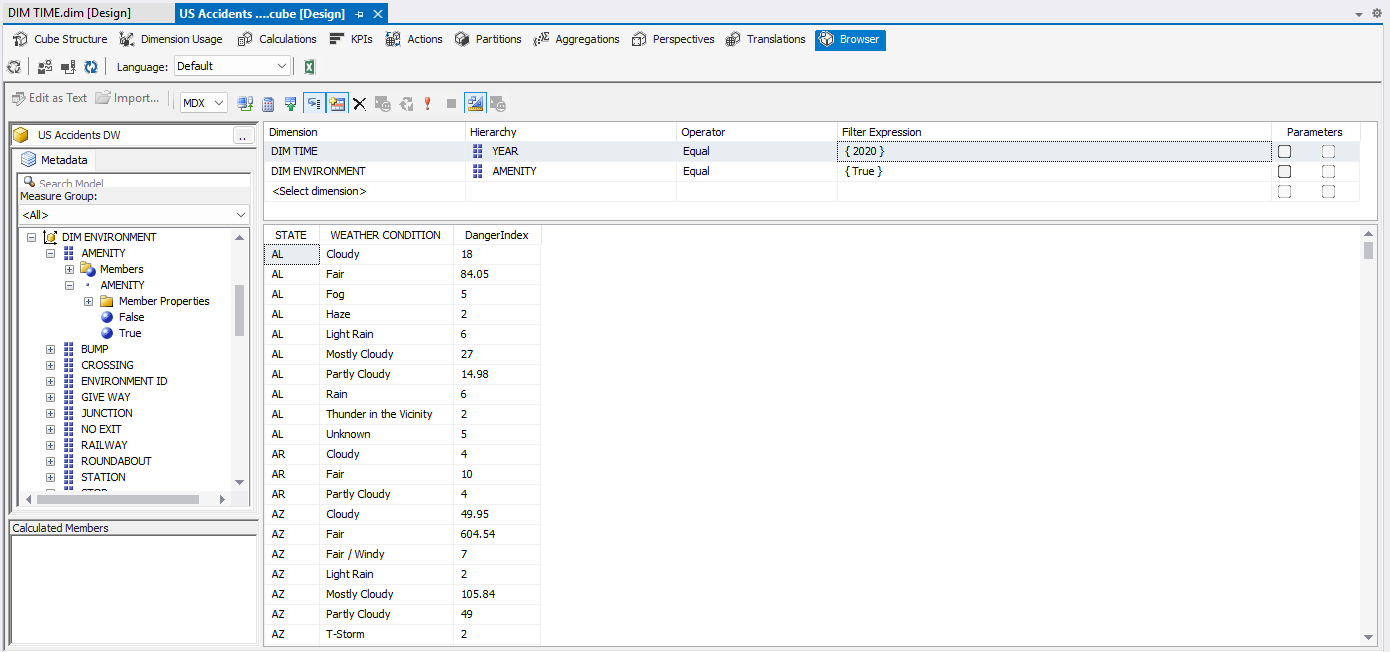 DIM TIME.dim [Design] US Accidents ....cube [Design]
Cube Structure Dimension Usage Calculations KPIs Actions Partitions Aggregations Perspectives Translations Browser
Language: Default
Edit as Text Import... MDX
US Accidents DW ..
Metadata
Search Model
Measure Group:
<All>
DIM ENVIRONMENT
AMENITY
Members
AMENITY
Member Properties
False
True
BUMP
CROSSING
ENVIRONMENT ID
GIVE WAY
JUNCTION
NO EXIT
RAILWAY
ROUNDABOUT
STATION
STOP
Calculated Members
Dimension Hierarchy Operator Filter Expression Parameters
DIM TIME YEAR Equal { 2020 }
DIM ENVIRONMENT AMENITY Equal { True }
<Select dimension>
STATE WEATHER CONDITION DangerIndex
AL Cloudy 18
AL Fair 84.05
AL Fog 5
AL Haze 2
AL Light Rain 6
AL Mostly Cloudy 27
AL Partly Cloudy 14.98
AL Rain 6
AL Thunder in the Vicinity 2
AL Unknown 5
AR Cloudy 4
AR Fair 10
AR Partly Cloudy 4
AZ Cloudy 49.95
AZ Fair 604.54
AZ Fair / Windy 7
AZ Light Rain 2
AZ Mostly Cloudy 105.84
AZ Partly Cloudy 49
AZ T-Storm 2